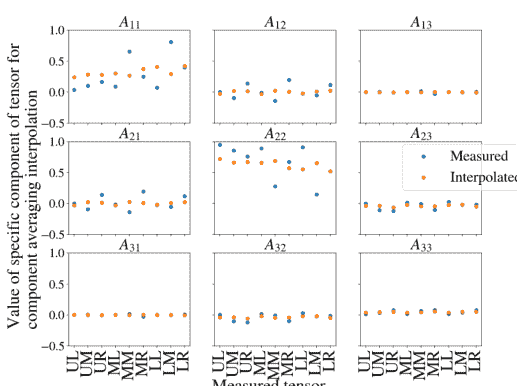 Value of specific component of tensor for
component averaging interpolation
A11 A12 A13
1.0
0.5
0.0
−0.5
A21 A22 A23
1.0
0.5
0.0
−0.5
Measured
Interpolated
A31 A32 A33
1.0
0.5
0.0
−0.5
UL UM UR ML MM MR LL LM LR
UL UM UR ML MM MR LL LM LR
UL UM UR ML MM MR LL LM LR
Measured tensor